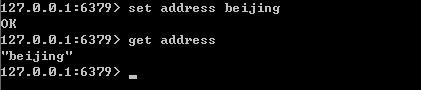 127.0.0.1:6379> set address beijing
OK
127.0.0.1:6379> get address
"beijing"
127.0.0.1:6379> _